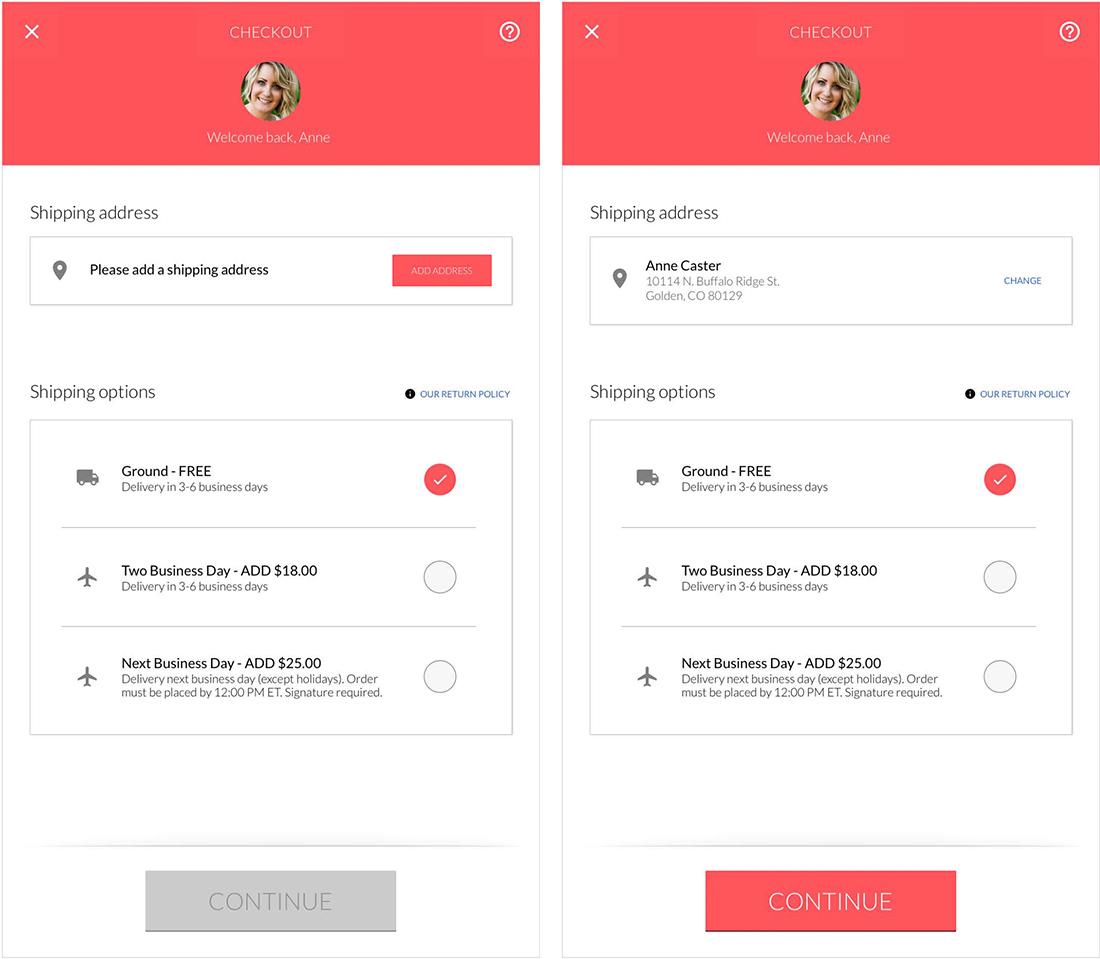 CHECKOUT
Welcome back, Anne
Shipping address
Please add a shipping address
ADD ADDRESS
Shipping options
OUR RETURN POLICY
Ground - FREE
Delivery in 3-6 business days
Two Business Day - ADD $18.00
Delivery in 3-6 business days
Next Business Day - ADD $25.00
Delivery next business day (except holidays). Order
must be placed by 12:00 PM ET. Signature required.
CONTINUE
CHECKOUT
Welcome back, Anne
Shipping address
Anne Caster
10114 N. Buffalo Ridge St.
Golden, CO 80129
CHANGE
Shipping options
OUR RETURN POLICY
Ground - FREE
Delivery in 3-6 business days
Two Business Day - ADD $18.00
Delivery in 3-6 business days
Next Business Day - ADD $25.00
Delivery next business day (except holidays). Order
must be placed by 12:00 PM ET. Signature required.
CONTINUE